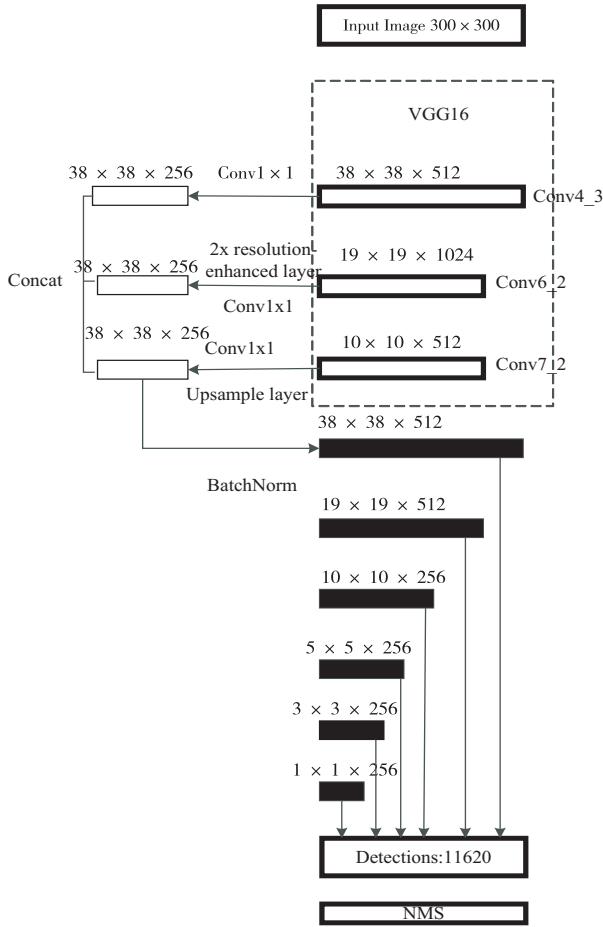 Input Image 300 × 300
VGG16
38 × 38 × 256
Conv1 × 1
38 × 38 × 512
Conv4_3
2x resolution-
enhanced layer
19 × 19 × 1024
38 × 38 × 256
Concat
Conv6_2
Conv1x1
38 × 38 × 256
Conv1x1
10 × 10 × 512
Conv7_2
Upsample layer
38 × 38 × 512
BatchNorm
19 × 19 × 512
10 × 10 × 256
5 × 5 × 256
3 × 3 × 256
1 × 1 × 256
Detections:11620
NMS